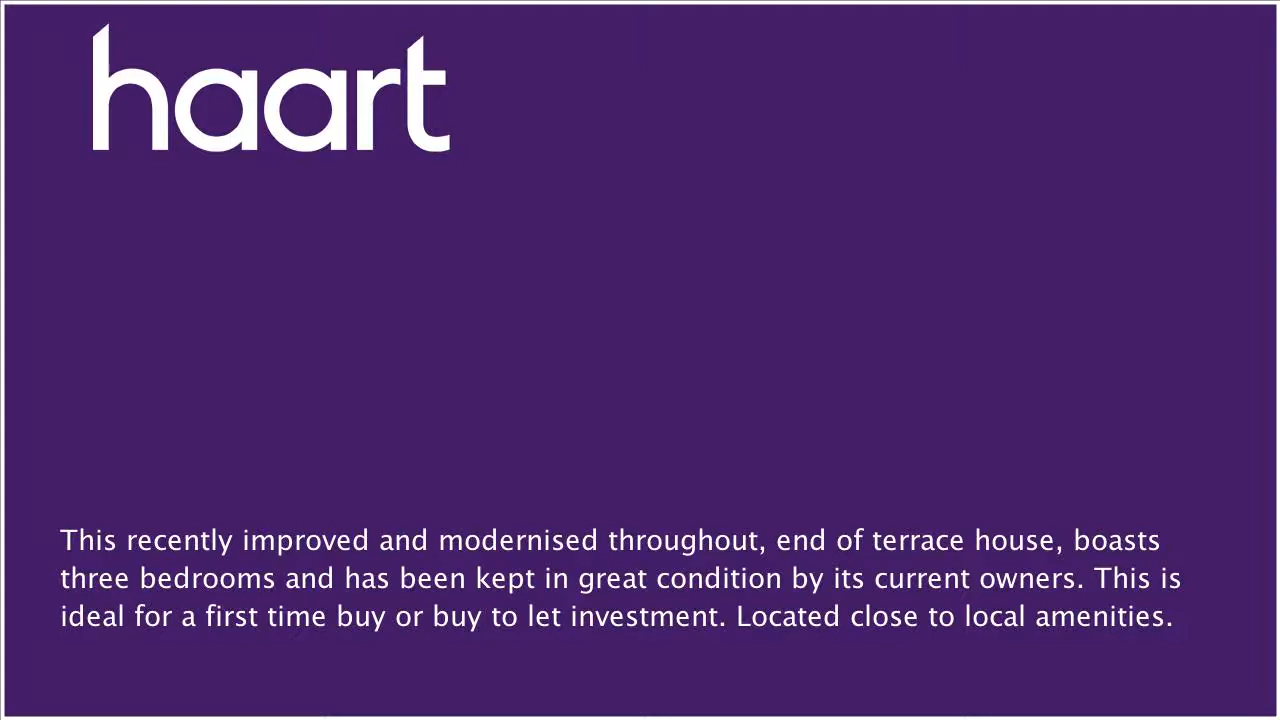 haart
This recently improved and modernised throughout, end of terrace house, boasts
three bedrooms and has been kept in great condition by its current owners. This is
ideal for a first time buy or buy to let investment. Located close to local amenities.